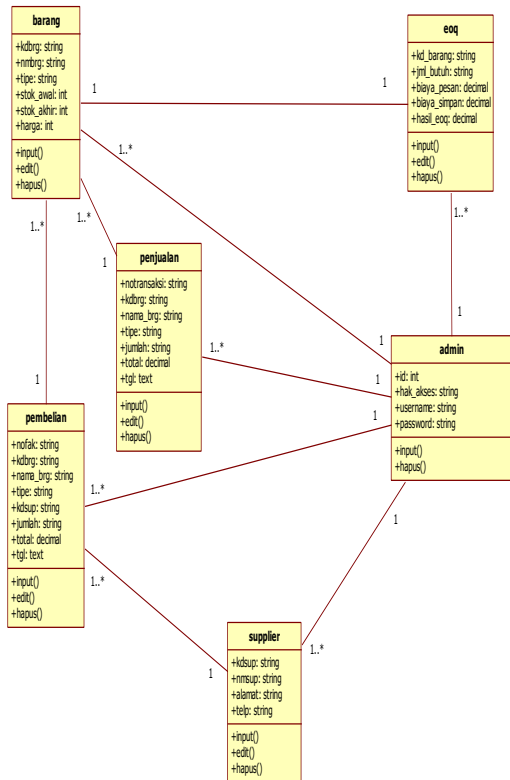 barang
+kdbrg: string
+nmbrg: string
+tipe: string
+stok_awal: int
+stok_akhir: int
+harga: int
+input()
+edit()
+hapus()
eoq
+kd_barang: string
+jml_butuh: string
+biaya_pesan: decimal
+biaya_simpan: decimal
+hasil_eoq: decimal
+input()
+edit()
+hapus()
1
1
1..*
1..*
1
1..*
1
1..*
1
penjualan
+notransaksi: string
+kdbrg: string
+nama_brg: string
+tipe: string
+jumlah: string
+total: decimal
+tgl: text
+input()
+edit()
+hapus()
1..*
1
1
1
admin
+id: int
+hak_akses: string
+username: string
+password: string
+input()
+hapus()
pembelian
+nofak: string
+kdbrg: string
+nama_brg: string
+tipe: string
+kdsup: string
+jumlah: string
+total: decimal
+tgl: text
+input()
+edit()
+hapus()
1..*
1..*
1
1
1..*
supplier
+kdsup: string
+nmsup: string
+alamat: string
+telp: string
+input()
+edit()
+hapus()